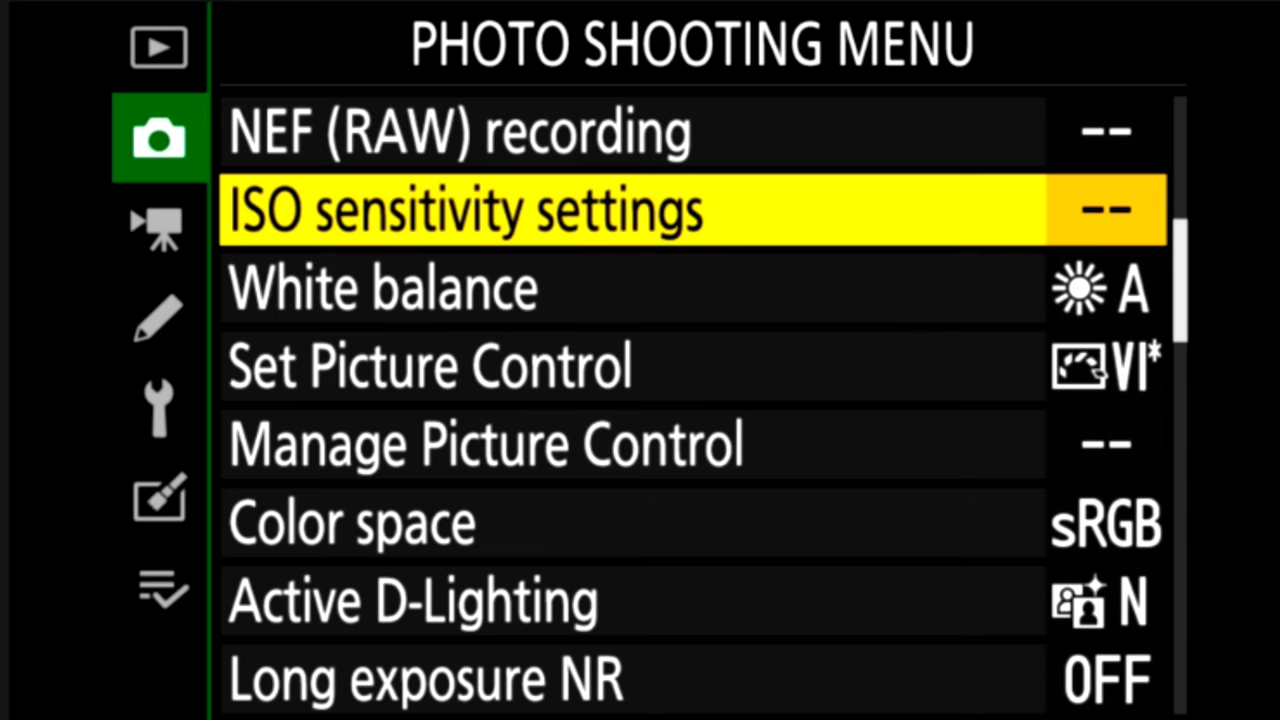 PHOTO SHOOTING MENU
NEF (RAW) recording --
ISO sensitivity settings --
White balance A
Set Picture Control VI*
Manage Picture Control --
Color space sRGB
Active D-Lighting N
Long exposure NR OFF